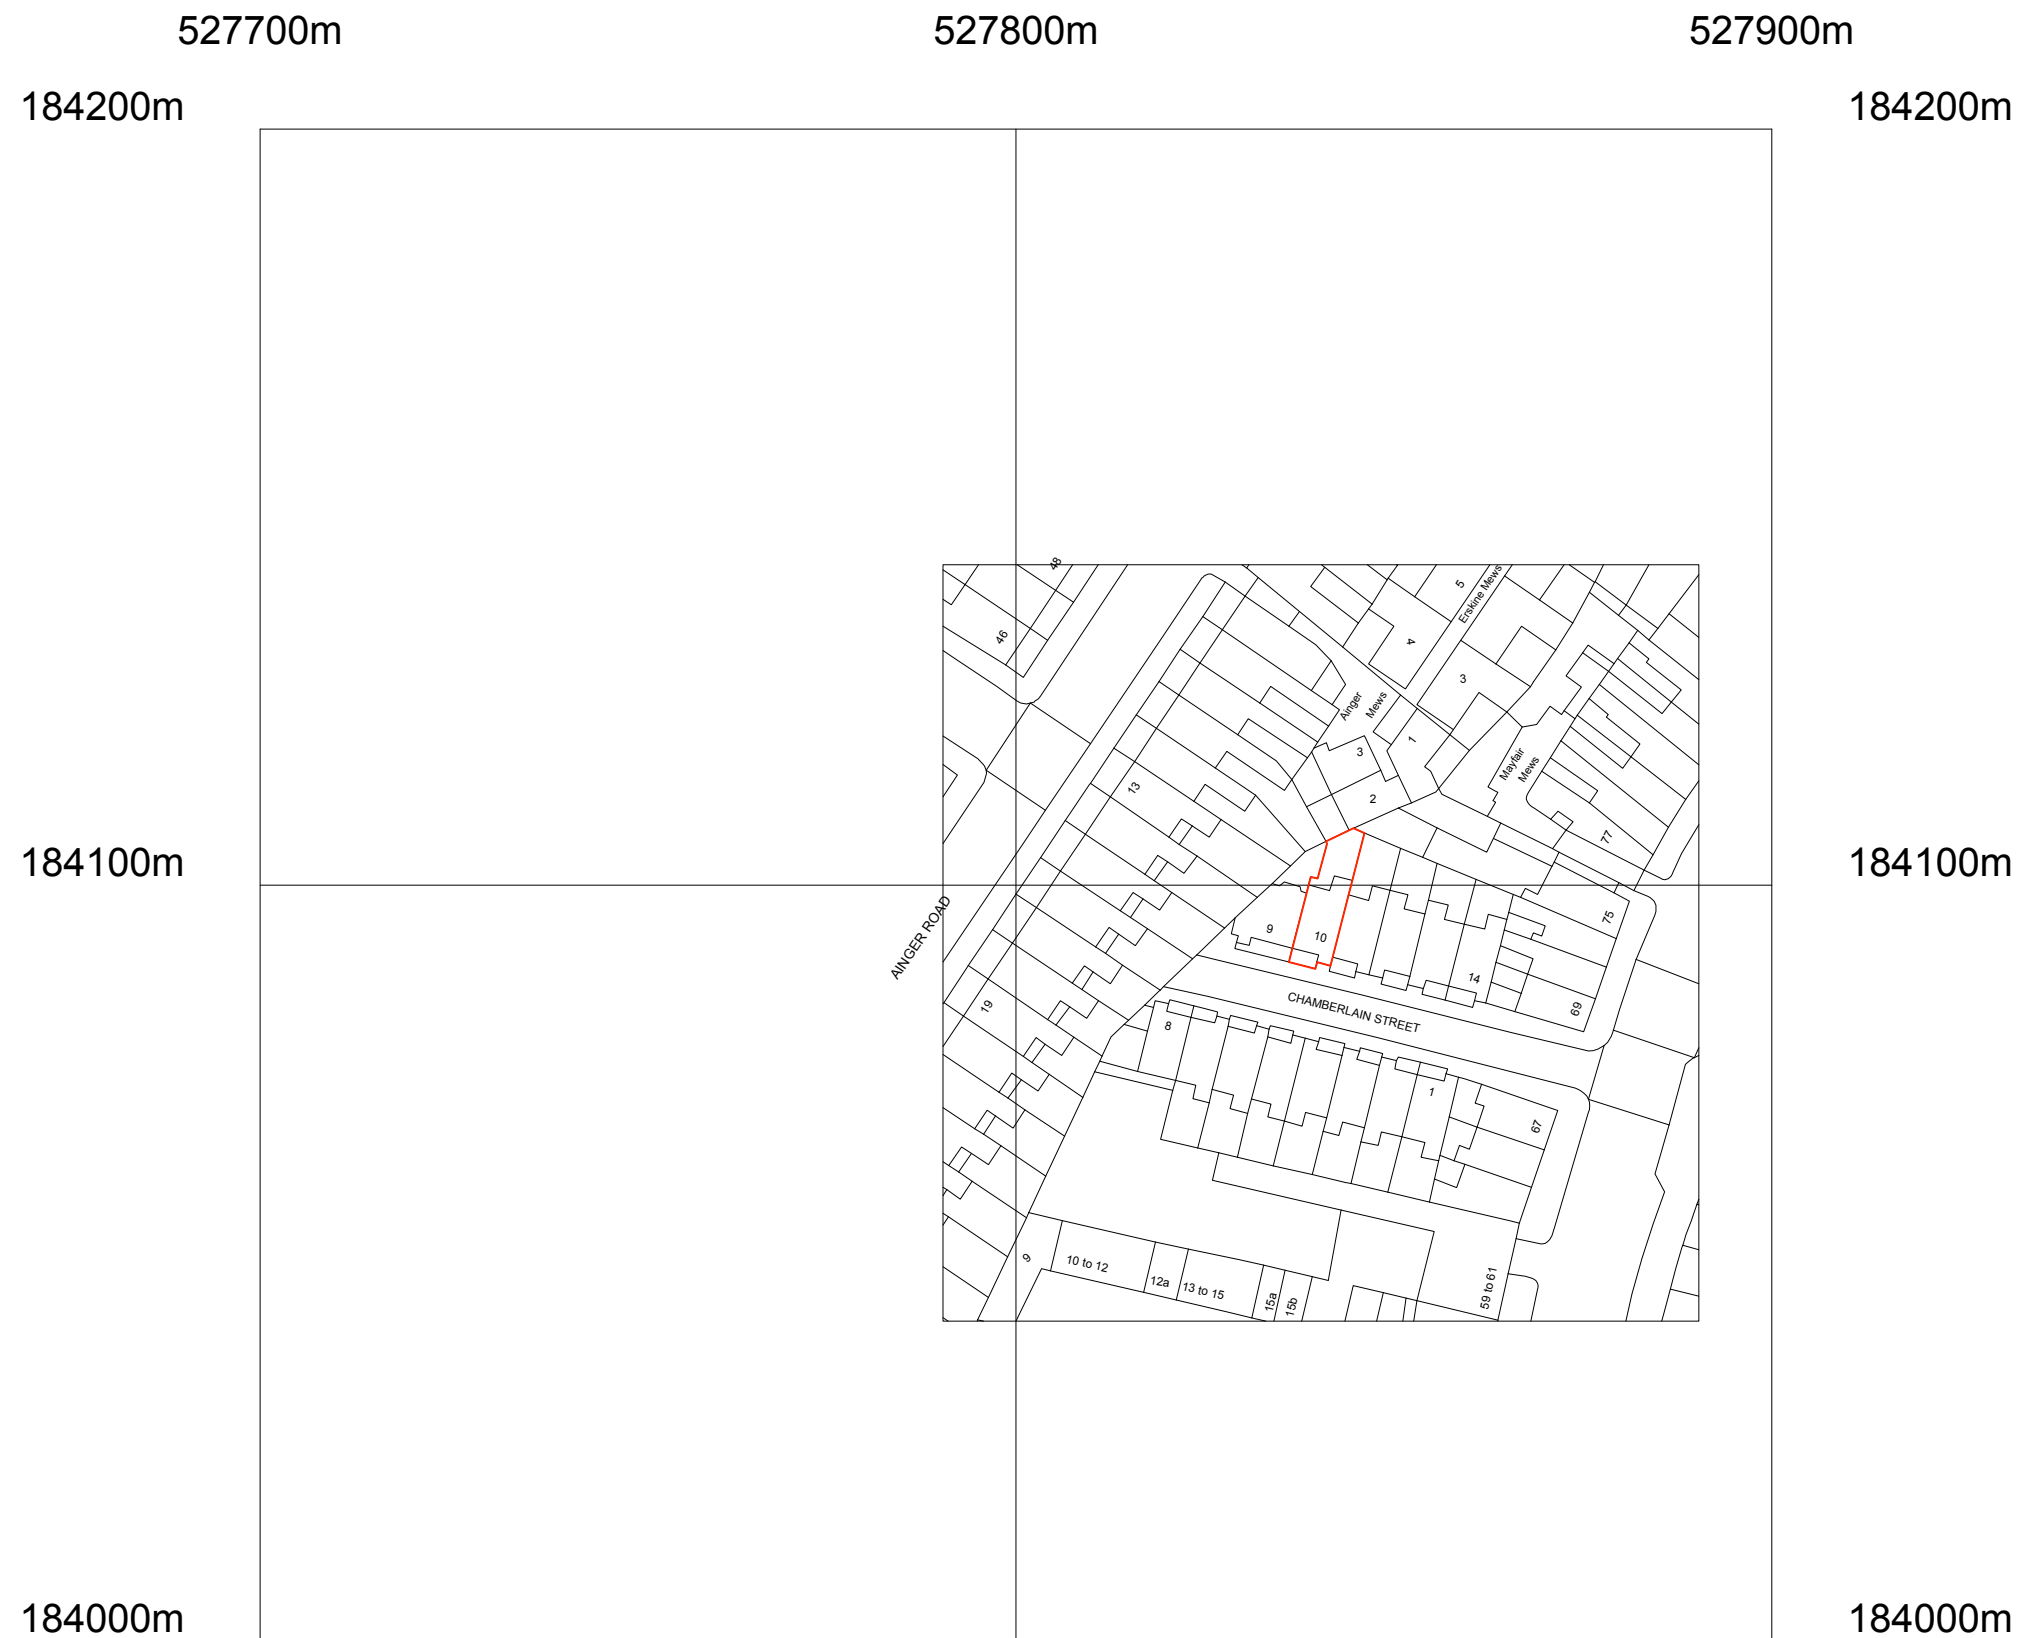 527700m
527800m
527900m
184200m
184200m
48
5
Erskine Mews
46
4
3
Ainger
Mews
1
3
Mayfair
Mews
13
2
77
184100m
184100m
AINGER ROAD
9
10
75
14
19
69
CHAMBERLAIN STREET
8
1
67
9
10 to 12
12a
13 to 15
15a
15b
59 to 61
184000m
184000m